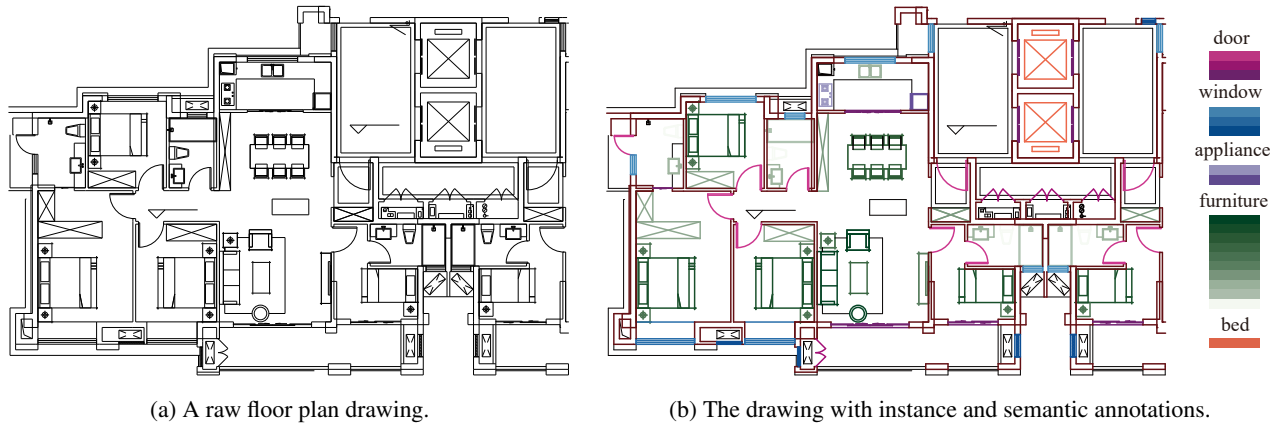 door
window
appliance
furniture
bed
(a) A raw floor plan drawing.
(b) The drawing with instance and semantic annotations.